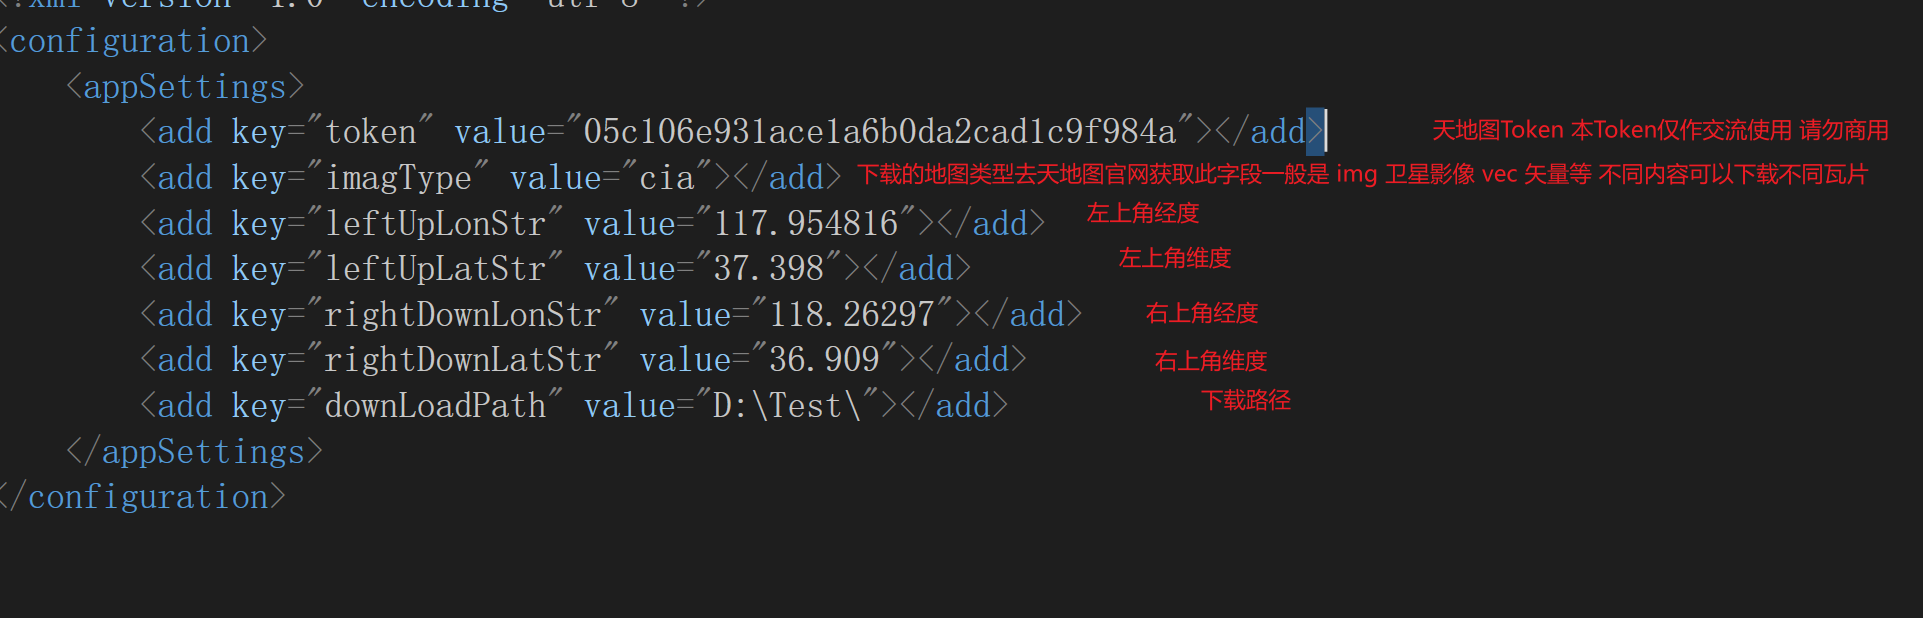 <?xml version="1.0" encoding="utf-8" ?>
<configuration>
<appSettings>
<add key="token" value="05c106e931ace1a6b0da2cad1c9f984a"></add> 天地图Token 本Token仅作交流使用 请勿商用
<add key="imagType" value="cia"></add> 下载的地图类型去天地图官网获取此字段一般是 img 卫星影像 vec 矢量等 不同内容可以下载不同瓦片
<add key="leftUpLonStr" value="117.954816"></add> 左上角经度
<add key="leftUpLatStr" value="37.398"></add> 左上角维度
<add key="rightDownLonStr" value="118.26297"></add> 右上角经度
<add key="rightDownLatStr" value="36.909"></add> 右上角维度
<add key="downLoadPath" value="D:\Test\"></add> 下载路径
</appSettings>
</configuration>